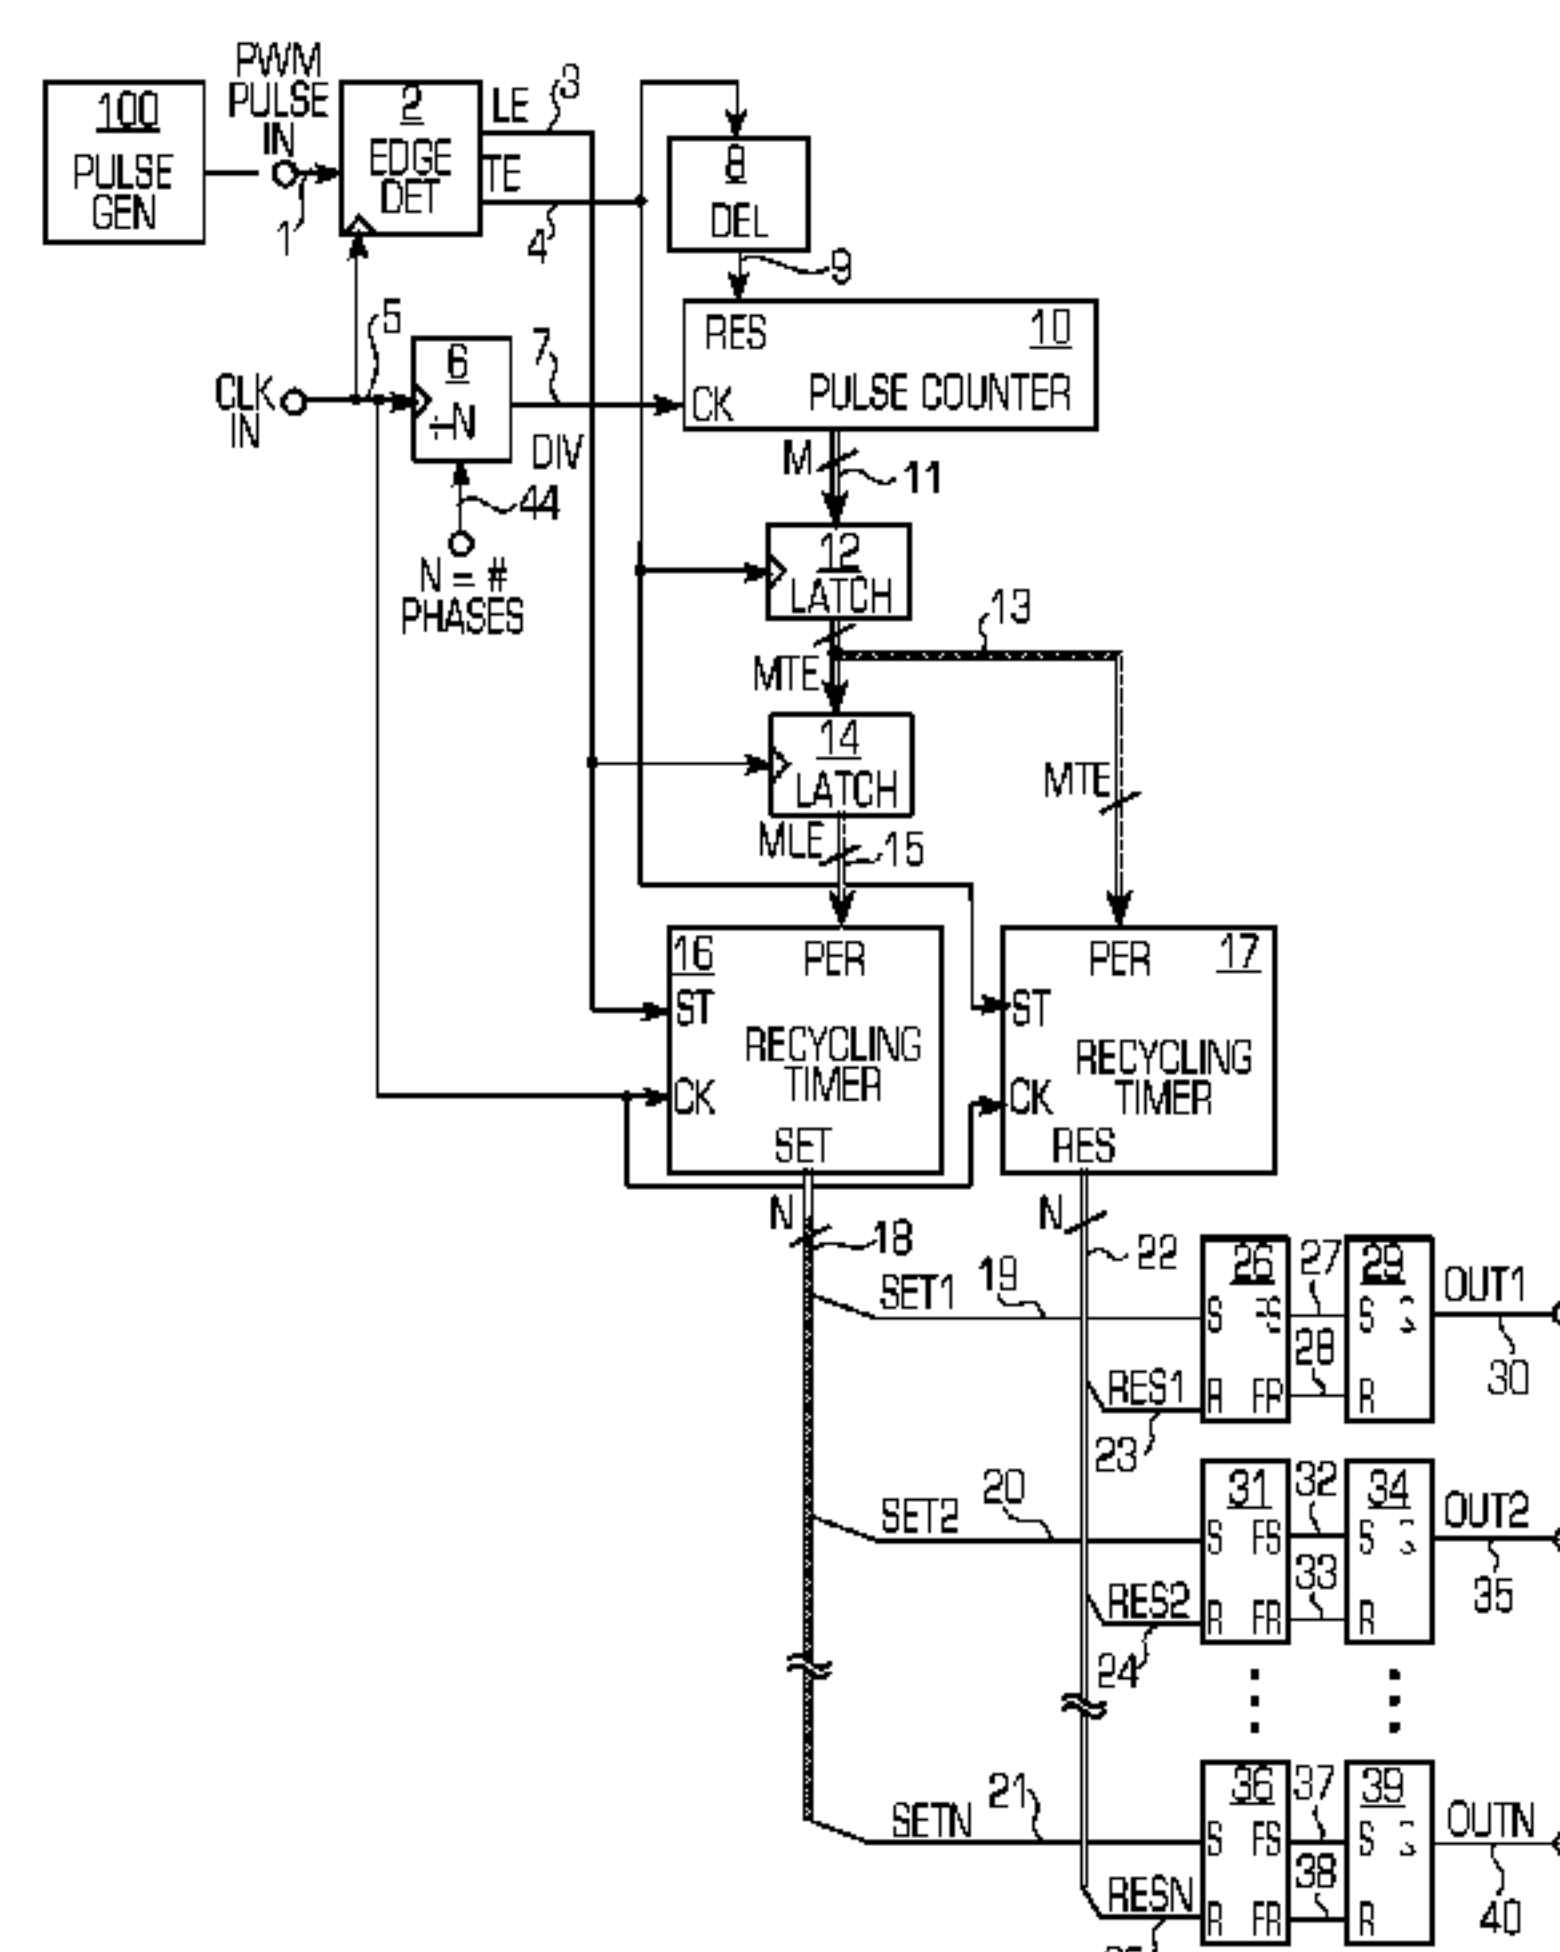 100
PULSE
GEN
PWM
PULSE
IN
1
2
EDGE
DET
LE
3
TE
4
8
DEL
9
CLK
IN
5
6
÷N
7
DIV
44
N = #
PHASES
RES
10
CK
PULSE COUNTER
M
11
12
LATCH
13
MTE
14
LATCH
MTE
MLE
15
16
PER
ST
RECYCLING
TIMER
CK
SET
PER
17
ST
RECYCLING
TIMER
CK
RES
N
18
N
22
SET1
19
RES1
23
26
S
R
FR
27
28
29
S
R
OUT1
30
SET2
20
RES2
24
31
S FS
R FR
32
33
34
S
R
OUT2
35
SETN
21
RESN
36
S FS
R FR
37
38
39
S
R
OUTN
40